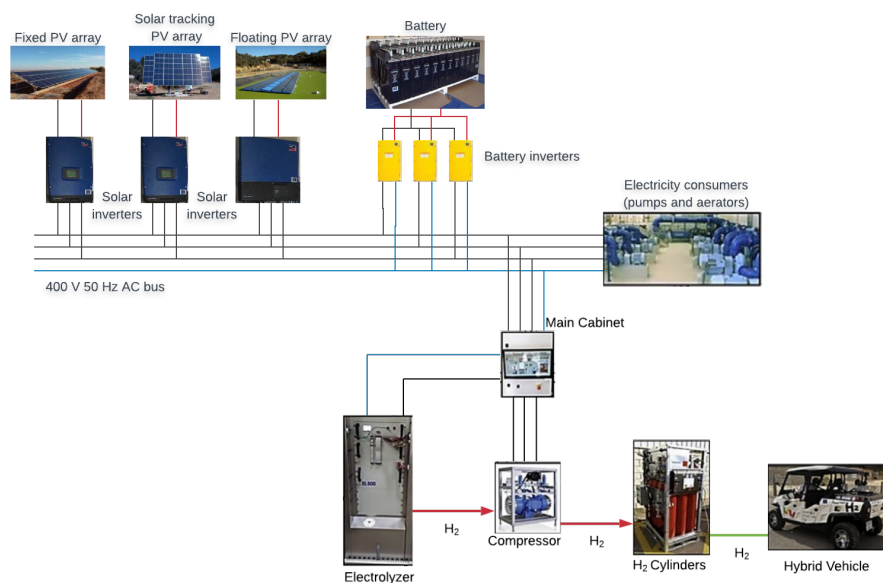 Fixed PV array
Solar tracking
PV array
Floating PV array
Battery
Solar
inverters
Solar
inverters
Battery inverters
Electricity consumers
(pumps and aerators)
400 V 50 Hz AC bus
Main Cabinet
EL500
H₂
Compressor
H₂
H₂ Cylinders
H₂
H₂
Hybrid Vehicle
Electrolyzer